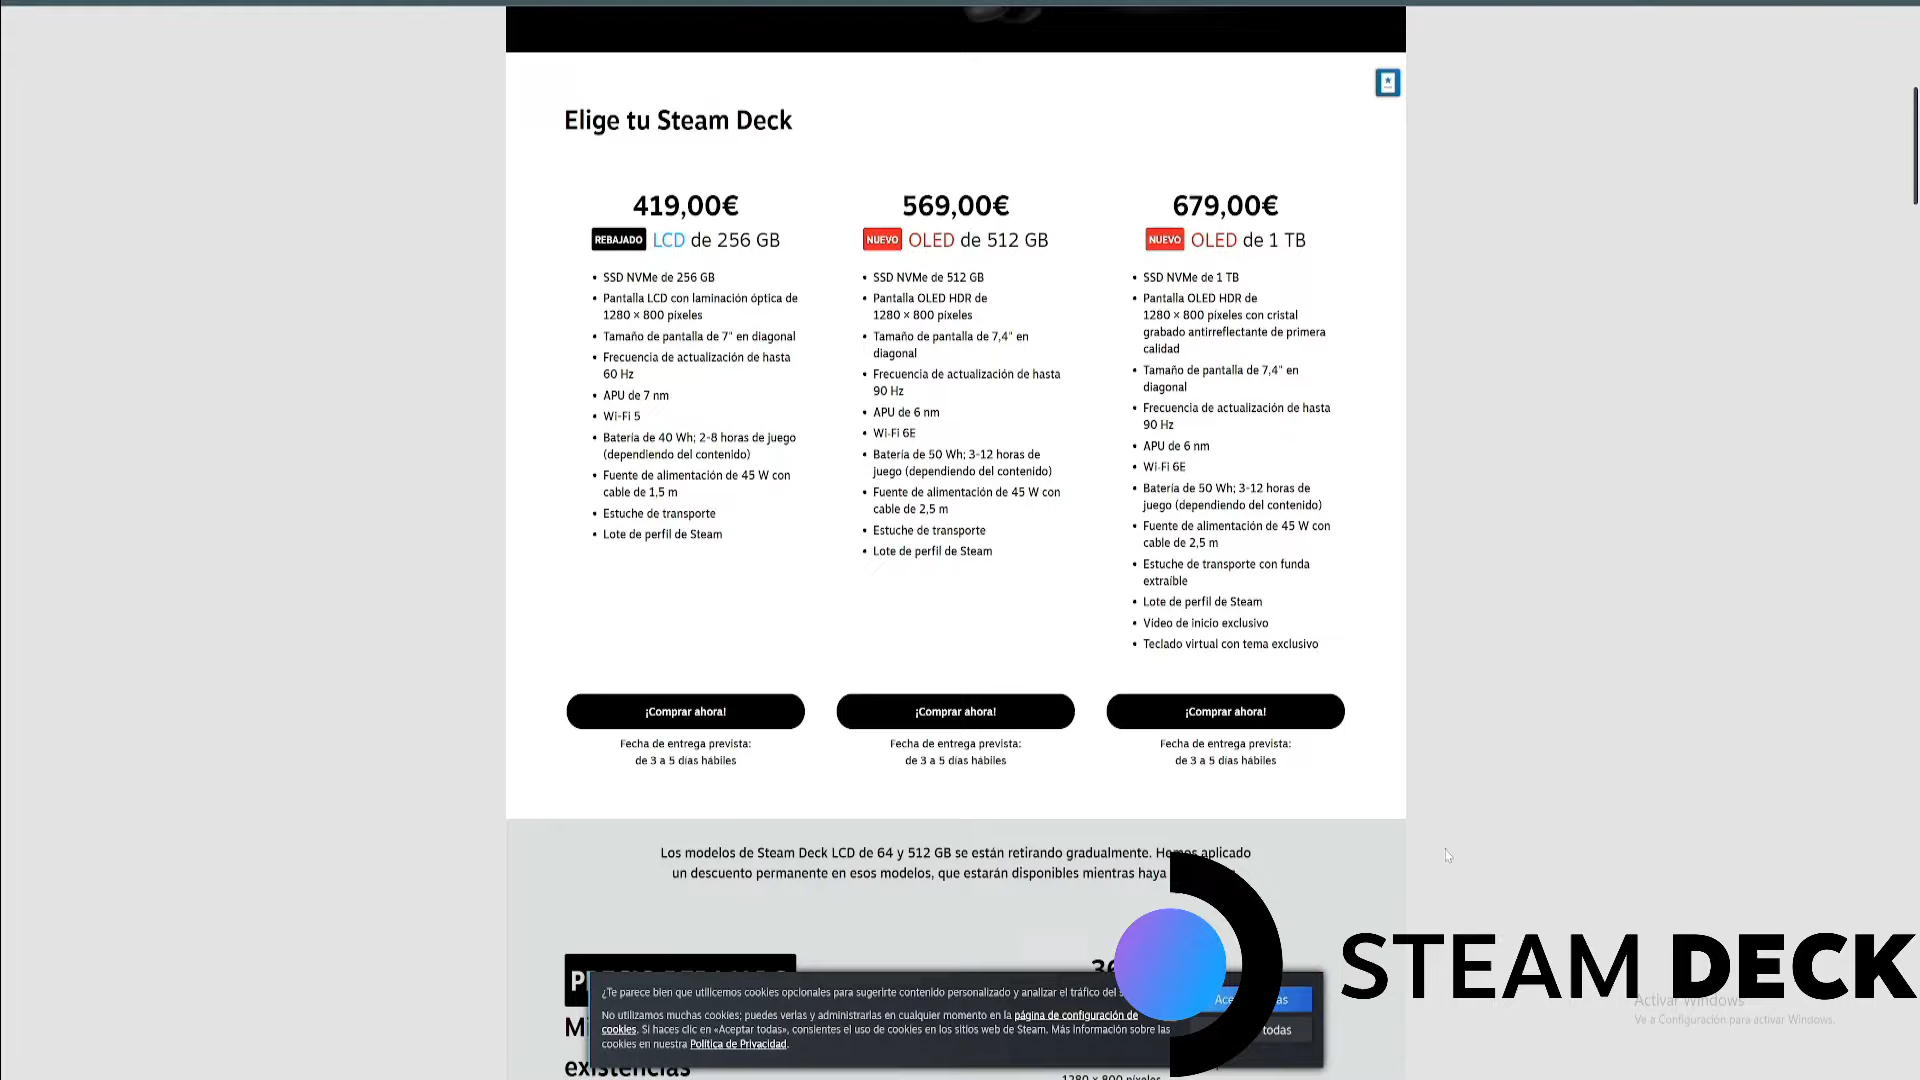 Elige tu Steam Deck
419,00€
REBAJADO LCD de 256 GB
• SSD NVMe de 256 GB
• Pantalla LCD con laminación óptica de
1280 × 800 píxeles
• Tamaño de pantalla de 7" en diagonal
• Frecuencia de actualización de hasta
60 Hz
• APU de 7 nm
• Wi-Fi 5
• Batería de 40 Wh; 2-8 horas de juego
(dependiendo del contenido)
• Fuente de alimentación de 45 W con
cable de 1,5 m
• Estuche de transporte
• Lote de perfil de Steam
¡Comprar ahora!
Fecha de entrega prevista:
de 3 a 5 días hábiles
569,00€
NUEVO OLED de 512 GB
• SSD NVMe de 512 GB
• Pantalla OLED HDR de
1280 × 800 píxeles
• Tamaño de pantalla de 7,4" en
diagonal
• Frecuencia de actualización de hasta
90 Hz
• APU de 6 nm
• Wi-Fi 6E
• Batería de 50 Wh; 3-12 horas de
juego (dependiendo del contenido)
• Fuente de alimentación de 45 W con
cable de 2,5 m
• Estuche de transporte
• Lote de perfil de Steam
¡Comprar ahora!
Fecha de entrega prevista:
de 3 a 5 días hábiles
679,00€
NUEVO OLED de 1 TB
• SSD NVMe de 1 TB
• Pantalla OLED HDR de
1280 × 800 píxeles con cristal
grabado antirreflectante de primera
calidad
• Tamaño de pantalla de 7,4" en
diagonal
• Frecuencia de actualización de hasta
90 Hz
• APU de 6 nm
• Wi-Fi 6E
• Batería de 50 Wh; 3-12 horas de
juego (dependiendo del contenido)
• Fuente de alimentación de 45 W con
cable de 2,5 m
• Estuche de transporte con funda
extraíble
• Lote de perfil de Steam
• Vídeo de inicio exclusivo
• Teclado virtual con tema exclusivo
¡Comprar ahora!
Fecha de entrega prevista:
de 3 a 5 días hábiles
Los modelos de Steam Deck LCD de 64 y 512 GB se están retirando gradualmente. Hemos aplicado
un descuento permanente en esos modelos, que estarán disponibles mientras haya
¿Te parece bien que utilicemos cookies opcionales para sugerirte contenido personalizado y analizar el tráfico del
No utilizamos muchas cookies; puedes verlas y administrarlas en cualquier momento en la página de configuración de
cookies. Si haces clic en «Aceptar todas», consientes el uso de cookies en los sitios web de Steam. Más información sobre las
cookies en nuestra Política de Privacidad.
todas
existencias
1280 × 800 píxeles
STEAM DECK
Activar Windows
Ve a Configuración para activar Windows.